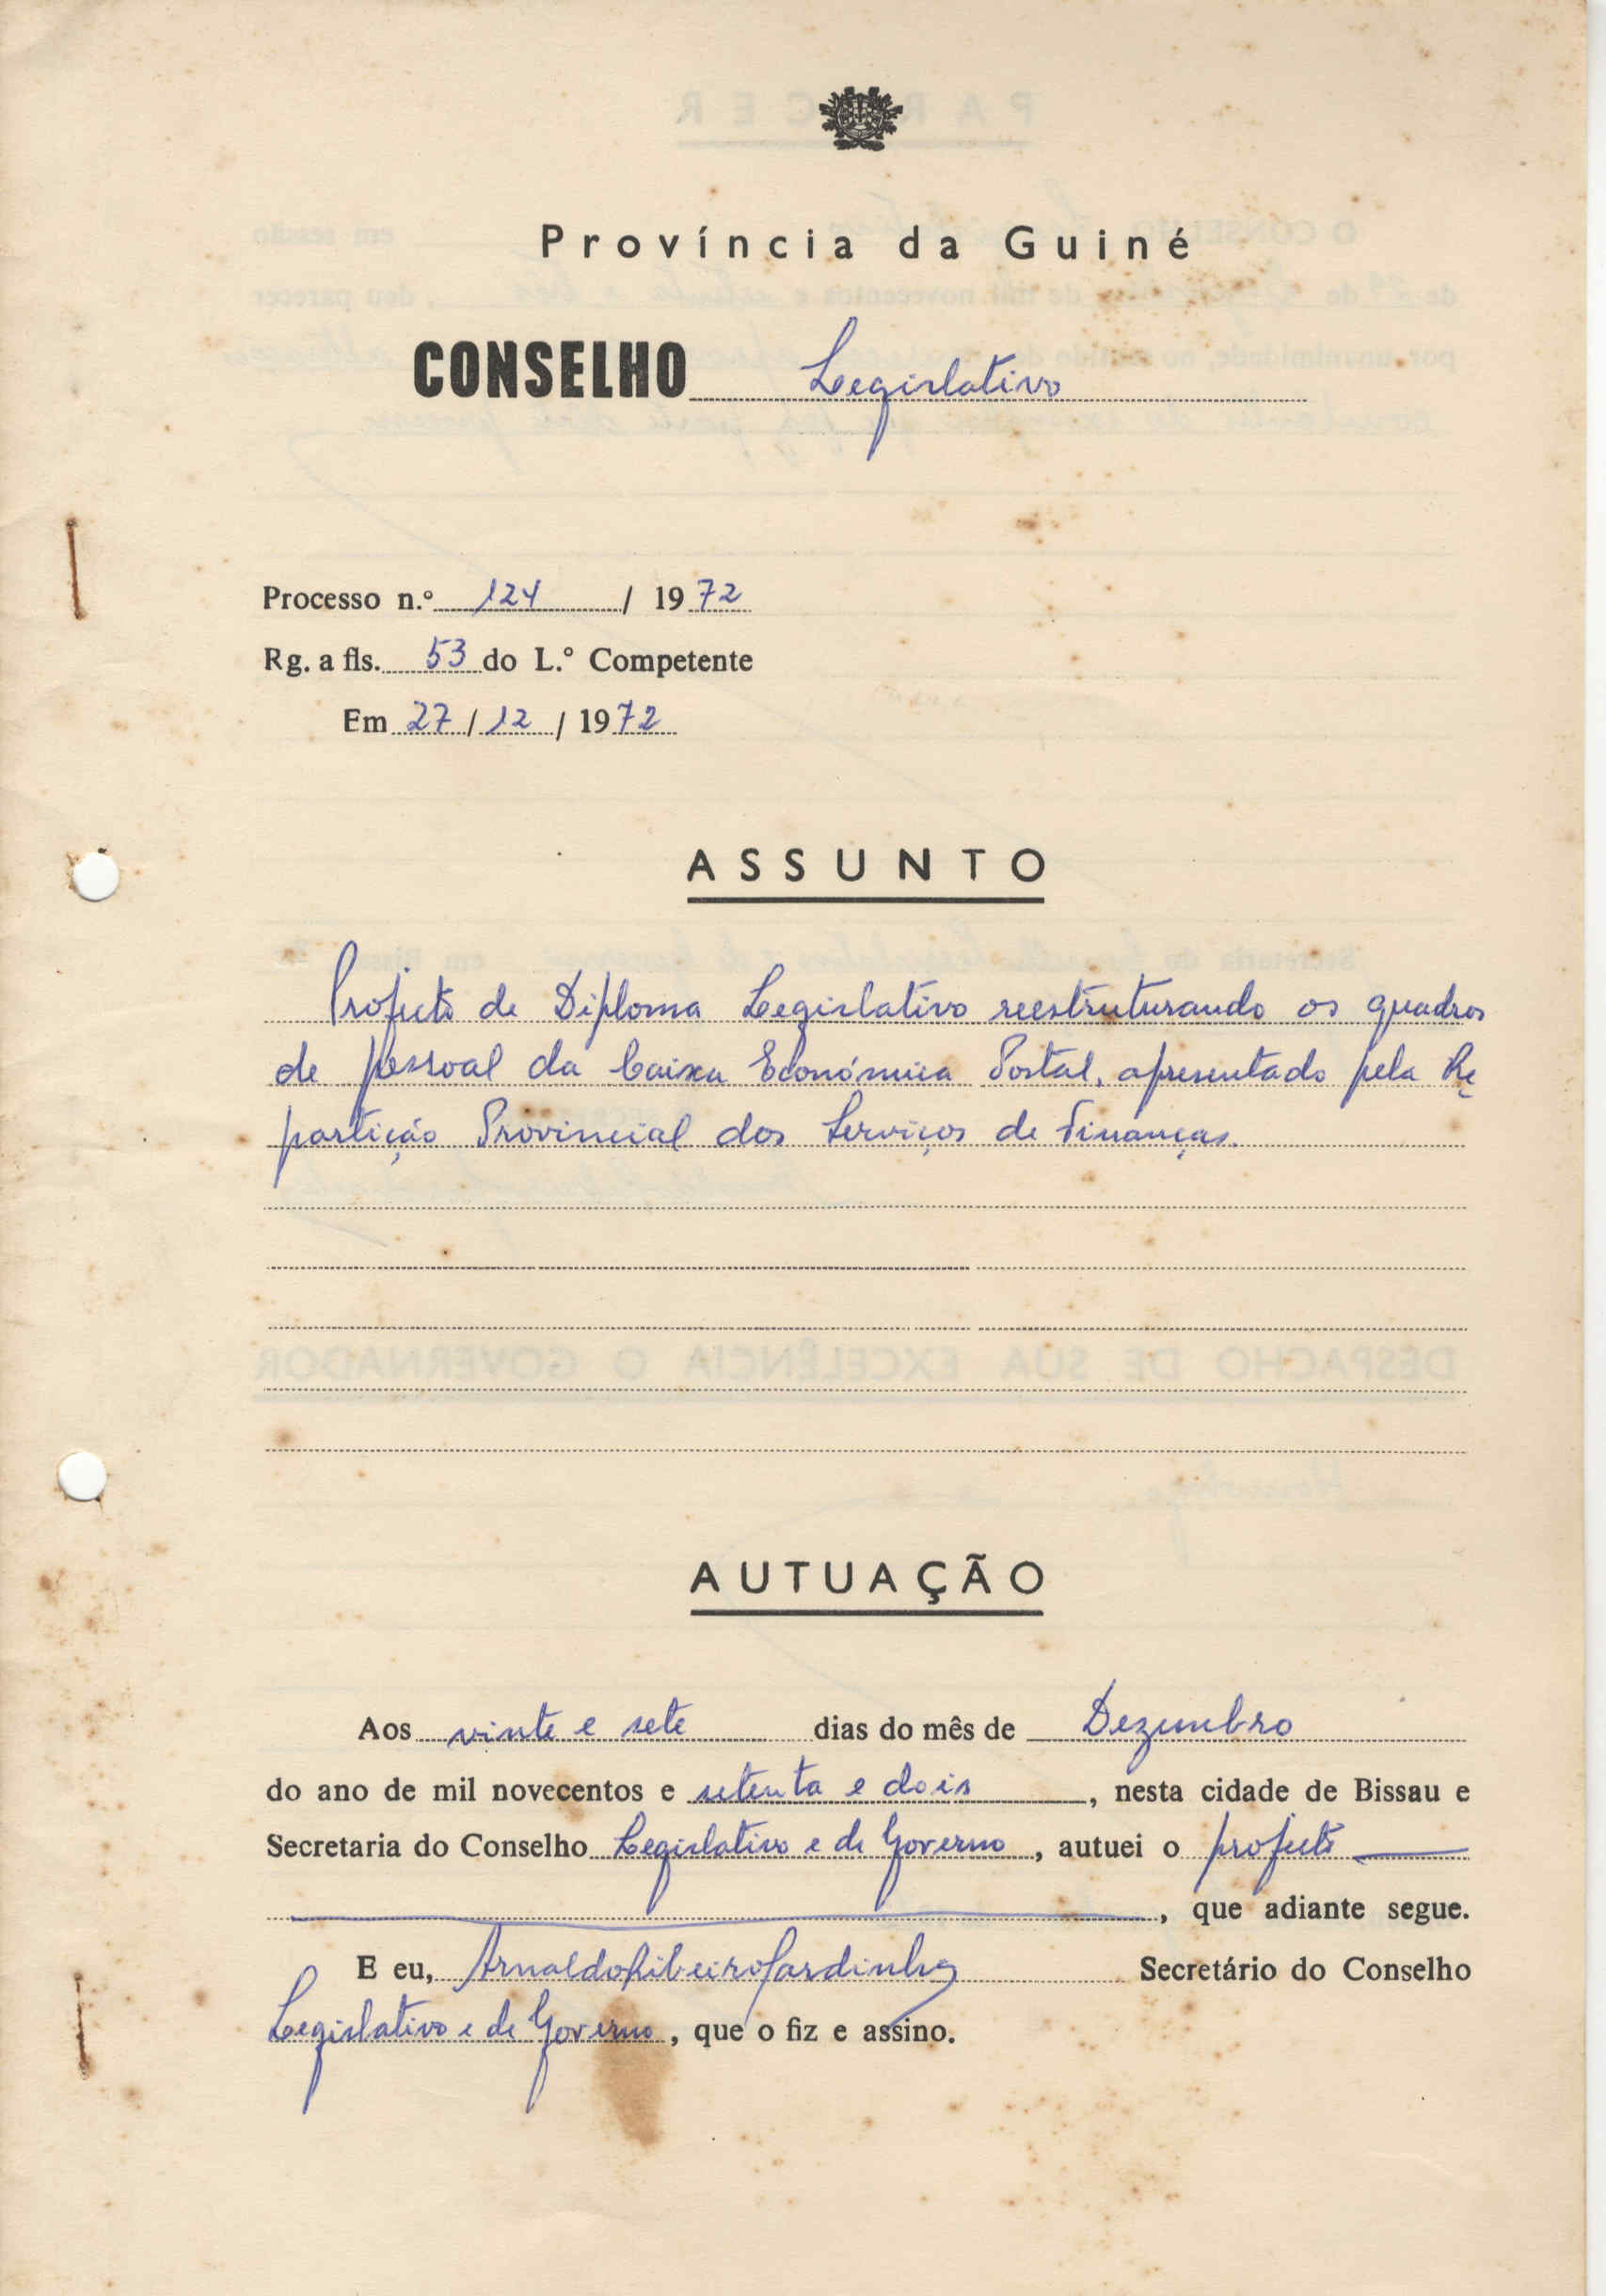 Província da Guiné
CONSELHO Legislativo
Processo n.º 124 / 1972
Rg. a fls. 53 do L.º Competente
Em 27 / 12 / 1972
ASSUNTO
Projecto de Diploma Legislativo reestruturando os quadros
de pessoal da Caixa Económica Postal, apresentado pela Re
partição Provincial dos Serviços de Finanças.
AUTUAÇÃO
Aos vinte e sete dias do mês de Dezembro
do ano de mil novecentos e setenta e dois, nesta cidade de Bissau e
Secretaria do Conselho Legislativo e de Governo, autuei o projecto
, que adiante segue.
E eu, Arnaldo Ribeiro Sardinha Secretário do Conselho
Legislativo e de Governo, que o fiz e assino.